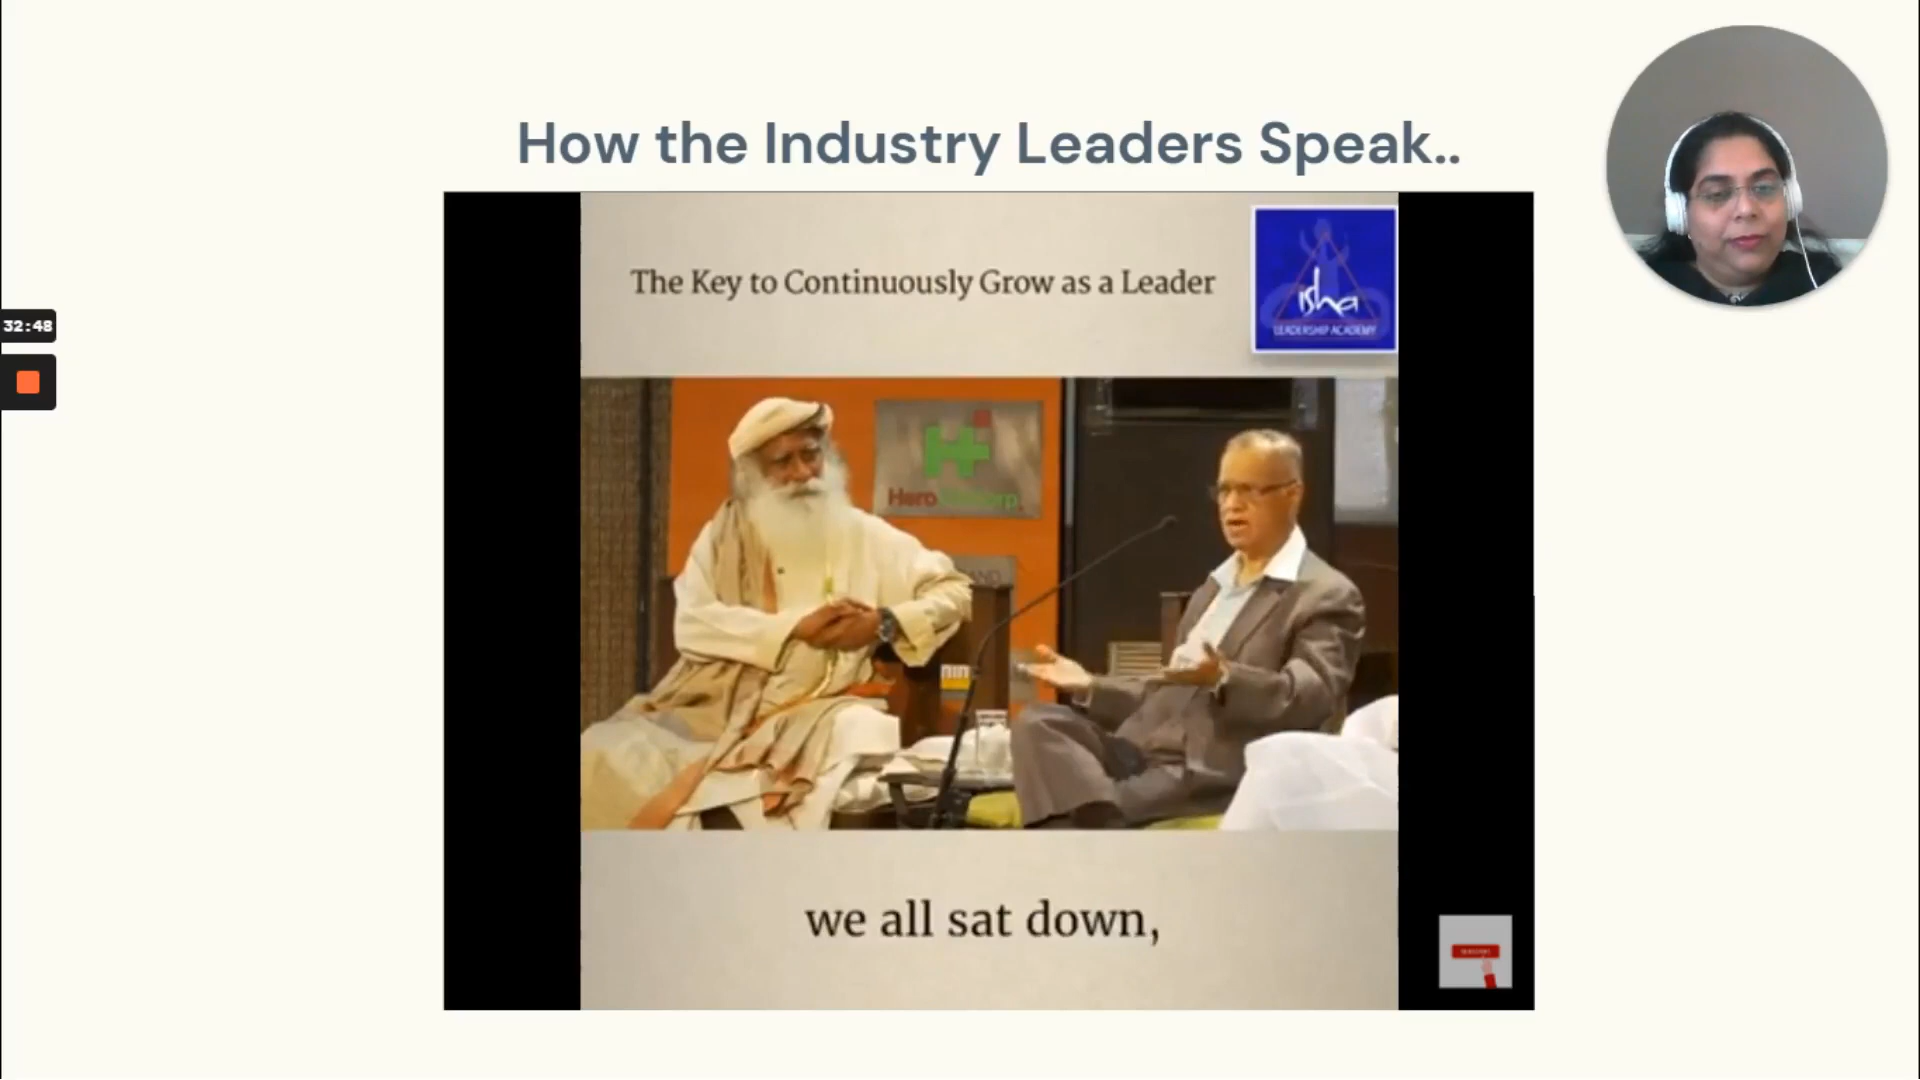 How the Industry Leaders Speak..
The Key to Continuously Grow as a Leader
isha
LEADERSHIP ACADEMY
32:48
Hero
we all sat down,